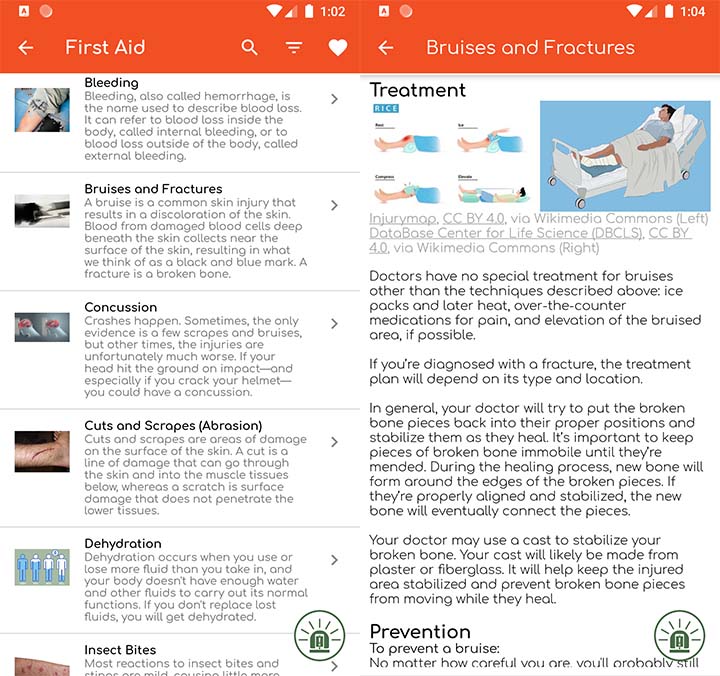 1:02
First Aid
Bleeding
Bleeding, also called hemorrhage, is
the name used to describe blood loss.
It can refer to blood loss inside the
body, called internal bleeding, or to
blood loss outside of the body, called
external bleeding.
Bruises and Fractures
A bruise is a common skin injury that
results in a discoloration of the skin.
Blood from damaged blood cells deep
beneath the skin collects near the
surface of the skin, resulting in what
we think of as a black and blue mark. A
fracture is a broken bone.
Concussion
Crashes happen. Sometimes, the only
evidence is a few scrapes and bruises,
but other times, the injuries are
unfortunately much worse. If your
head hit the ground on impact—and
especially if you crack your helmet—
you could have a concussion.
Cuts and Scrapes (Abrasion)
Cuts and scrapes are areas of damage
on the surface of the skin. A cut is a
line of damage that can go through
the skin and into the muscle tissues
below, whereas a scratch is surface
damage that does not penetrate the
lower tissues.
Dehydration
Dehydration occurs when you use or
lose more fluid than you take in, and
your body doesn't have enough water
and other fluids to carry out its normal
functions. If you don't replace lost
fluids, you will get dehydrated.
Insect Bites
Most reactions to insect bites and
stings are mild, causing little more
1:04
Bruises and Fractures
Treatment
RICE
Rest
Ice
Compress
Elevate
Injurymap, CC BY 4.0, via Wikimedia Commons (Left)
DataBase Center for Life Science (DBCLS), CC BY
4.0, via Wikimedia Commons (Right)
Doctors have no special treatment for bruises
other than the techniques described above: ice
packs and later heat, over-the-counter
medications for pain, and elevation of the bruised
area, if possible.
If you're diagnosed with a fracture, the treatment
plan will depend on its type and location.
In general, your doctor will try to put the broken
bone pieces back into their proper positions and
stabilize them as they heal. It's important to keep
pieces of broken bone immobile until they're
mended. During the healing process, new bone will
form around the edges of the broken pieces. If
they're properly aligned and stabilized, the new
bone will eventually connect the pieces.
Your doctor may use a cast to stabilize your
broken bone. Your cast will likely be made from
plaster or fiberglass. It will help keep the injured
area stabilized and prevent broken bone pieces
from moving while they heal.
Prevention
To prevent a bruise:
No matter how careful you are, you'll probably still